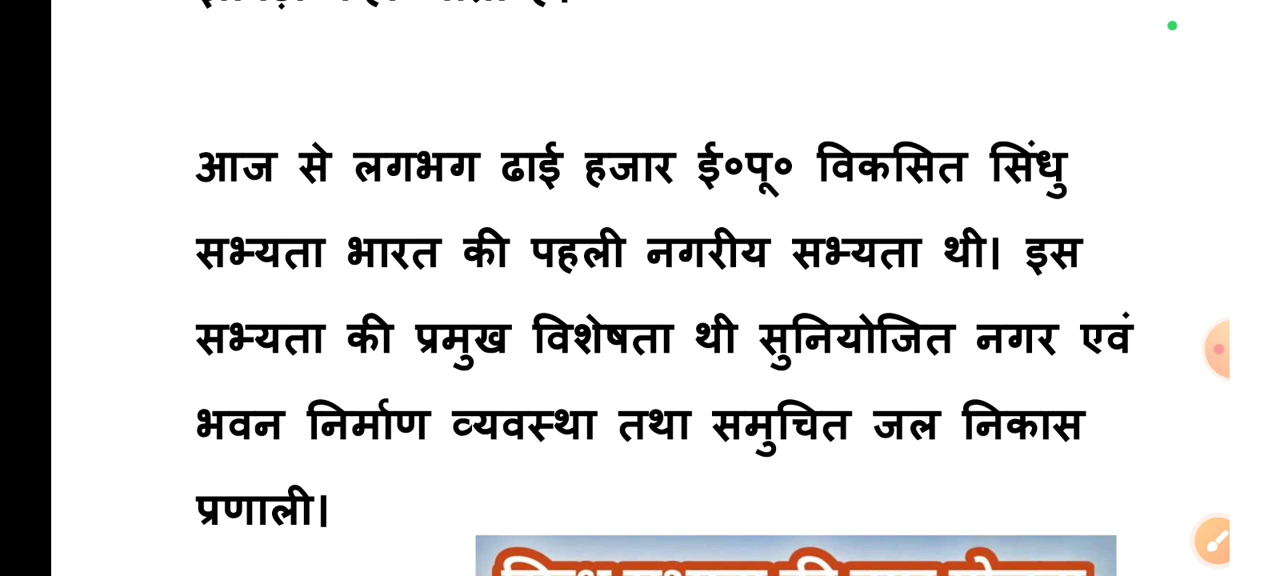 आज से लगभग ढाई हजार ई०पू० विकसित सिंधु
सभ्यता भारत की पहली नगरीय सभ्यता थी। इस
सभ्यता की प्रमुख विशेषता थी सुनियोजित नगर एवं
भवन निर्माण व्यवस्था तथा समुचित जल निकास
प्रणाली।